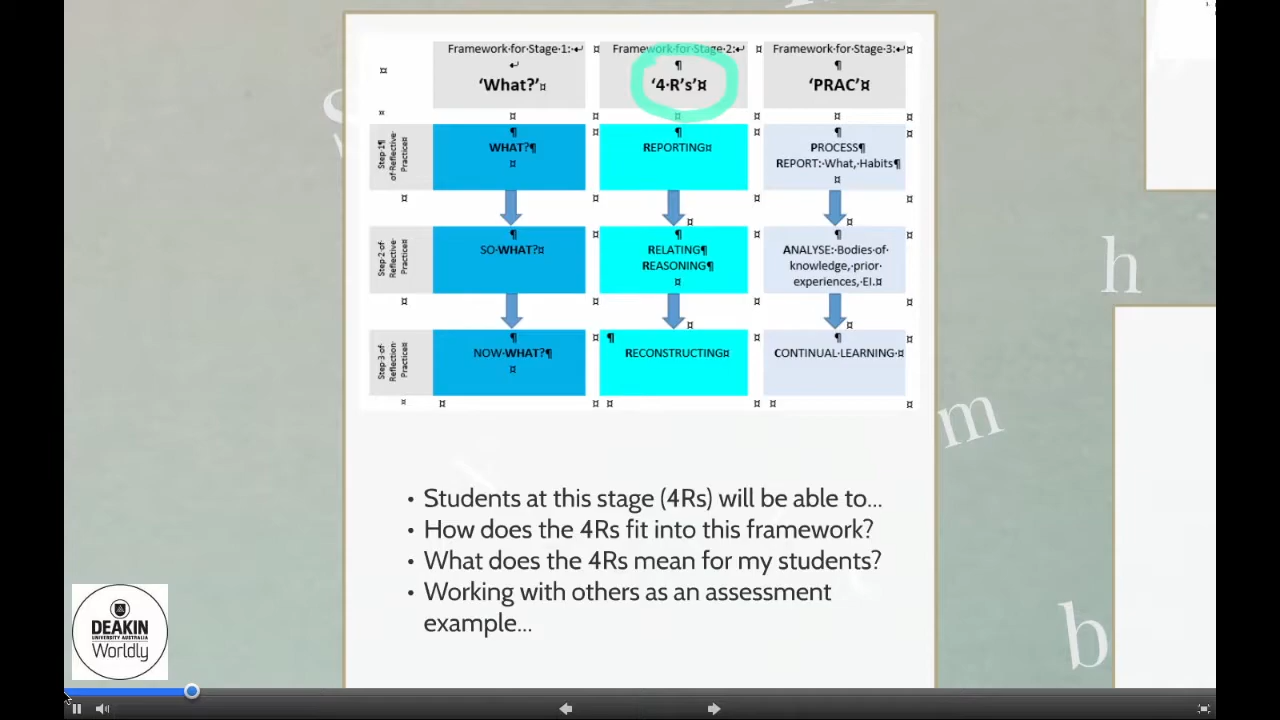 Framework·for·Stage·1:·↵
↵
‘What?’¤
Framework·for·Stage·2:↵
¶
‘4·R’s’¤
Framework·for·Stage·3:↵
¶
‘PRAC’¤
Step·1¶
of·Reflective·
Practice¤
¶
WHAT?¶
¤
¶
REPORTING¤
¶
PROCESS¶
REPORT:·What,·Habits¶
¤
Step·2·of·
Reflective·
Practice¤
¶
SO·WHAT?¤
¶
RELATING¶
REASONING¶
¤
¶
ANALYSE:·Bodies·of·
knowledge,·prior·
experiences,·EI.¤
Step·3·of·
Reflection·
Practice¤
¶
NOW·WHAT?¶
¤
¶
RECONSTRUCTING¤
¶
CONTINUAL·LEARNING·¤
• Students at this stage (4Rs) will be able to...
• How does the 4Rs fit into this framework?
• What does the 4Rs mean for my students?
• Working with others as an assessment
example...
DEAKIN
UNIVERSITY AUSTRALIA
Worldly
h
m
b